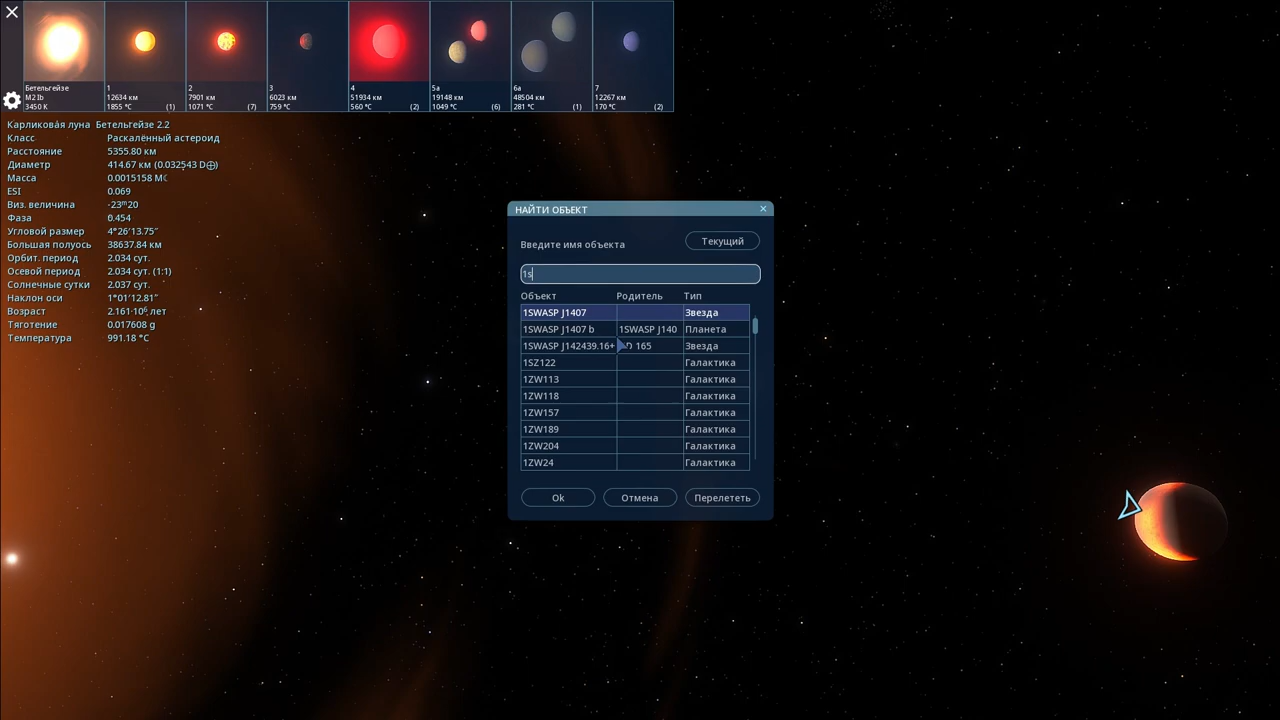 Бетельгейзе
M2 Ib
3450 K
1
12634 км
1855 °C (1)
2
7901 км
1071 °C (7)
3
6023 км
759 °C
4
51934 км
560 °C (2)
5a
19148 км
1049 °C (6)
6a
48504 км
281 °C (1)
7
12267 км
170 °C (2)
Карликовая луна Бетельгейзе 2.2
Класс Раскалённый астероид
Расстояние 5355.80 км
Диаметр 414.67 км (0.032543 D⊕)
Масса 0.0015158 M☾
ESI 0.069
Виз. величина -23ᵐ20
Фаза 0.454
Угловой размер 4°26′13.75″
Большая полуось 38637.84 км
Орбит. период 2.034 сут.
Осевой период 2.034 сут. (1:1)
Солнечные сутки 2.037 сут.
Наклон оси 1°01′12.81″
Возраст 2.161·10⁶ лет
Тяготение 0.017608 g
Температура 991.18 °C
НАЙТИ ОБЪЕКТ
Введите имя объекта Текущий
1s
Объект Родитель Тип
1SWASP J1407 Звезда
1SWASP J1407 b 1SWASP J140 Планета
1SWASP J142439.16+ 165 Звезда
1SZ122 Галактика
1ZW113 Галактика
1ZW118 Галактика
1ZW157 Галактика
1ZW189 Галактика
1ZW204 Галактика
1ZW24 Галактика
Ok Отмена Перелететь